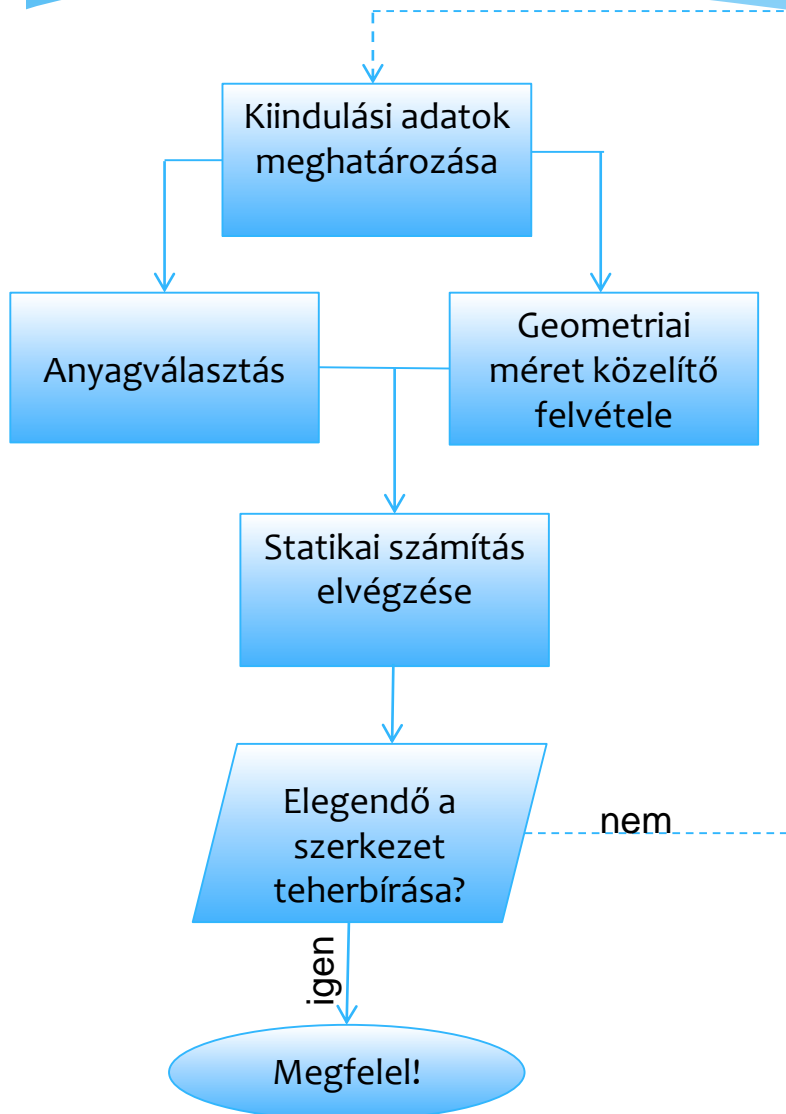 Kiindulási adatok
meghatározása
Anyagválasztás
Geometriai
méret közelítő
felvétele
Statikai számítás
elvégzése
Elegendő a
szerkezet
teherbírása?
nem
igen
Megfelel!